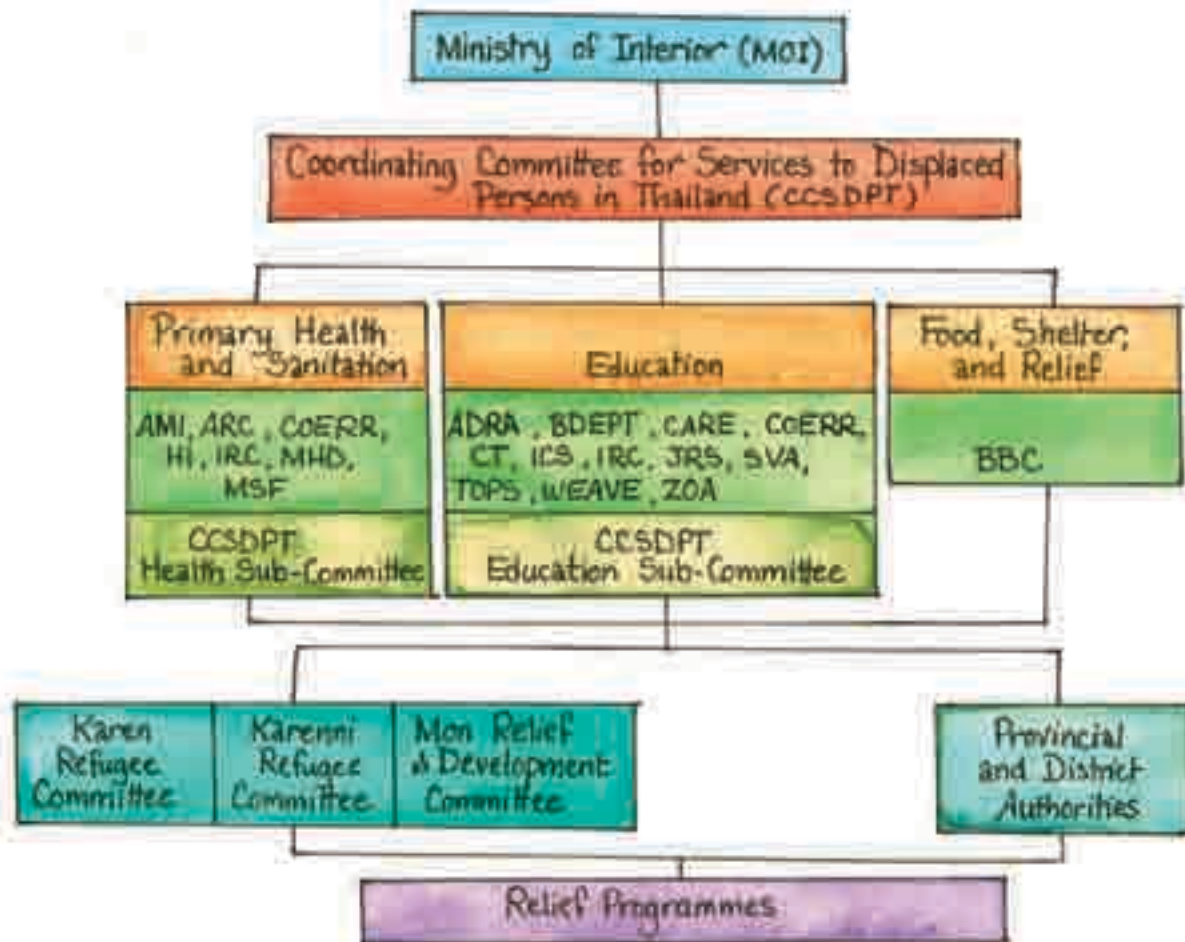 Ministry of Interior (MOI)
Coordinating Committee for Services to Displaced
Persons in Thailand (CCSDPT)
Primary Health
and Sanitation
AMI, ARC, COERR,
HI, IRC, MHD,
MSF
CCSDPT
Health Sub-Committee
Education
ADRA, BDEPT, CARE, COERR,
CT, ICS, IRC, JRS, SVA,
TOPS, WEAVE, ZOA
CCSDPT
Education Sub-Committee
Food, Shelter,
and Relief
BBC
Karen
Refugee
Committee
Karenni
Refugee
Committee
Mon Relief
& Development
Committee
Provincial
and District
Authorities
Relief Programmes